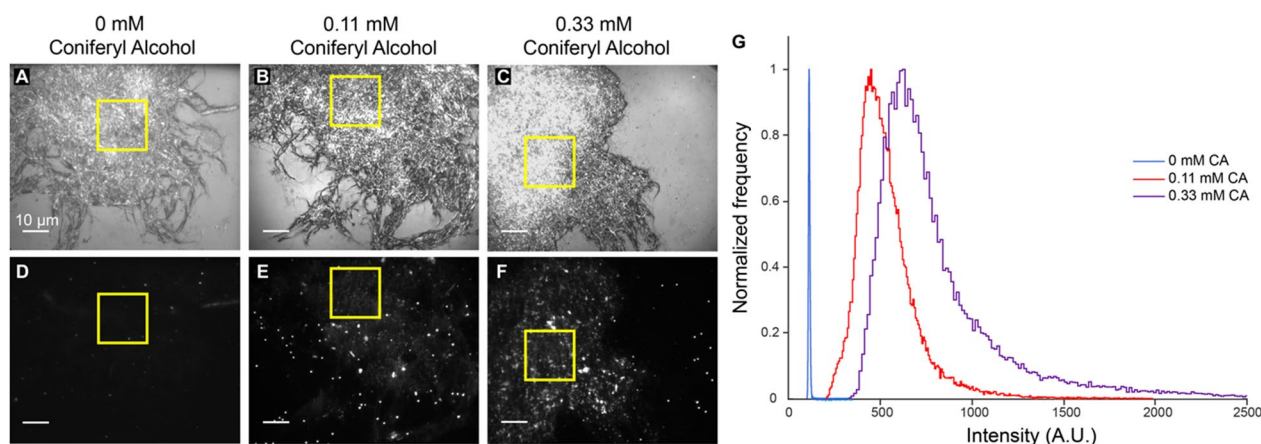 0 mM
Coniferyl Alcohol
0.11 mM
Coniferyl Alcohol
0.33 mM
Coniferyl Alcohol
A
10 µm
B
C
D
E
F
G
Normalized frequency
1
0.8
0.6
0.4
0.2
0
0
500
1000
1500
2000
2500
Intensity (A.U.)
0 mM CA
0.11 mM CA
0.33 mM CA